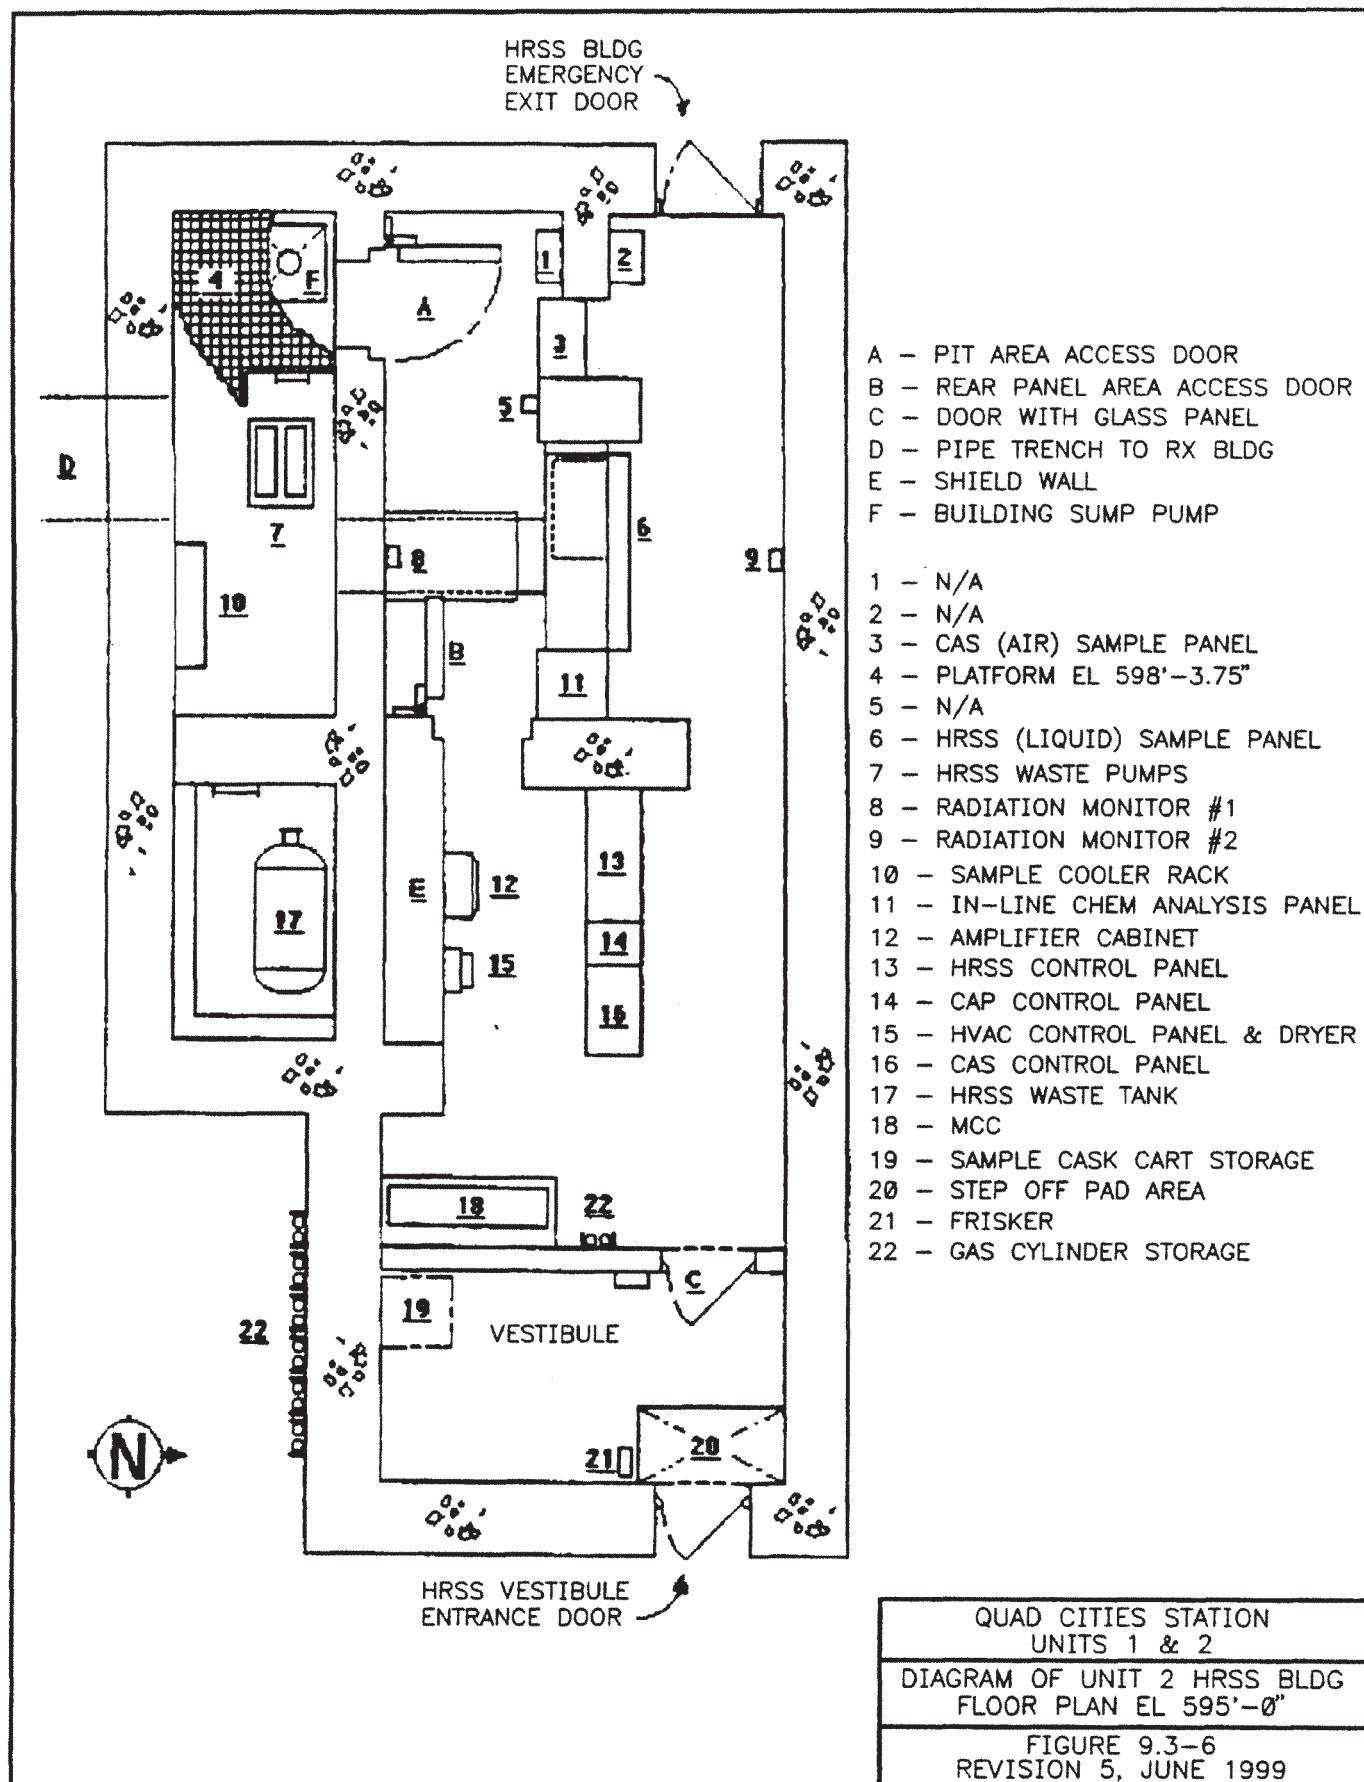 HRSS BLDG
EMERGENCY
EXIT DOOR
4
F
A
1
2
3
5
D
7
6
8
9
10
B
11
13
E
12
14
15
16
17
18
22
C
19
VESTIBULE
22
N
21
20
HRSS VESTIBULE
ENTRANCE DOOR
A – PIT AREA ACCESS DOOR
B – REAR PANEL AREA ACCESS DOOR
C – DOOR WITH GLASS PANEL
D – PIPE TRENCH TO RX BLDG
E – SHIELD WALL
F – BUILDING SUMP PUMP
1 – N/A
2 – N/A
3 – CAS (AIR) SAMPLE PANEL
4 – PLATFORM EL 598'–3.75"
5 – N/A
6 – HRSS (LIQUID) SAMPLE PANEL
7 – HRSS WASTE PUMPS
8 – RADIATION MONITOR #1
9 – RADIATION MONITOR #2
10 – SAMPLE COOLER RACK
11 – IN–LINE CHEM ANALYSIS PANEL
12 – AMPLIFIER CABINET
13 – HRSS CONTROL PANEL
14 – CAP CONTROL PANEL
15 – HVAC CONTROL PANEL & DRYER
16 – CAS CONTROL PANEL
17 – HRSS WASTE TANK
18 – MCC
19 – SAMPLE CASK CART STORAGE
20 – STEP OFF PAD AREA
21 – FRISKER
22 – GAS CYLINDER STORAGE
QUAD CITIES STATION
UNITS 1 & 2
DIAGRAM OF UNIT 2 HRSS BLDG
FLOOR PLAN EL 595'–0"
FIGURE 9.3–6
REVISION 5, JUNE 1999